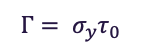 Γ = σ_y τ_0